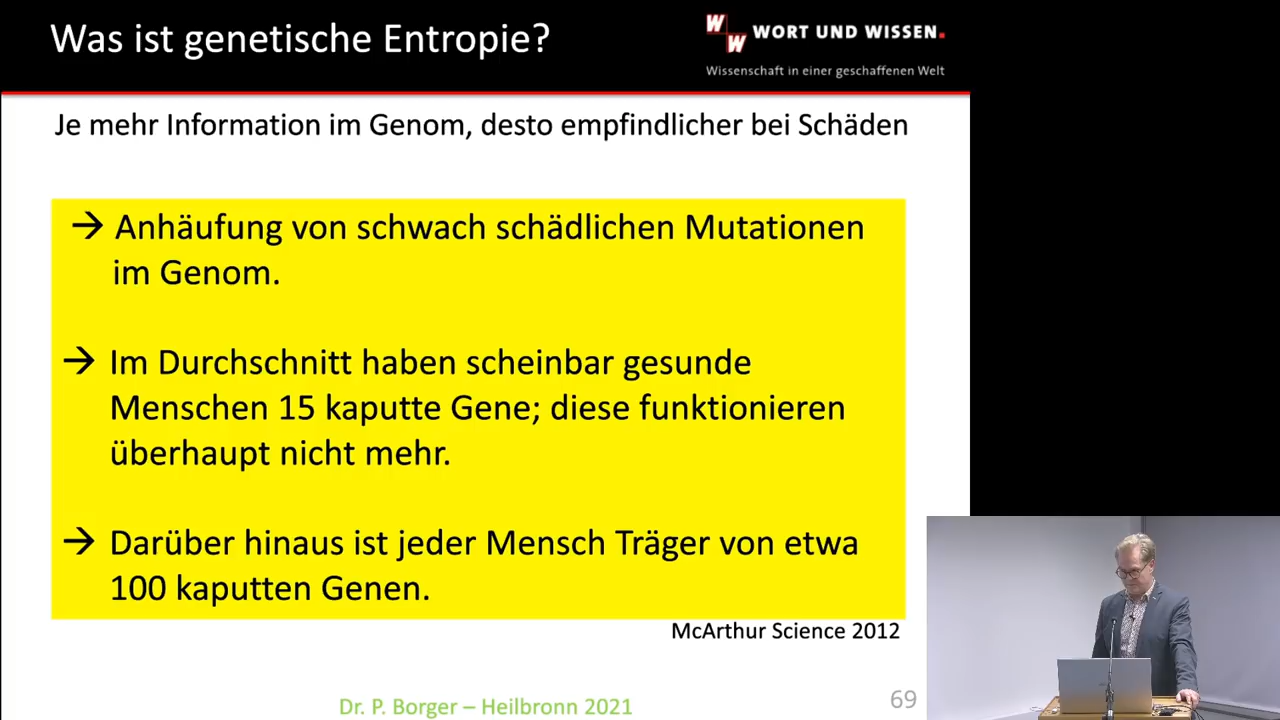 Was ist genetische Entropie?
W
W
WORT UND WISSEN.
Wissenschaft in einer geschaffenen Welt
Je mehr Information im Genom, desto empfindlicher bei Schäden
→ Anhäufung von schwach schädlichen Mutationen
im Genom.
→ Im Durchschnitt haben scheinbar gesunde
Menschen 15 kaputte Gene; diese funktionieren
überhaupt nicht mehr.
→ Darüber hinaus ist jeder Mensch Träger von etwa
100 kaputten Genen.
McArthur Science 2012
Dr. P. Borger – Heilbronn 2021
69